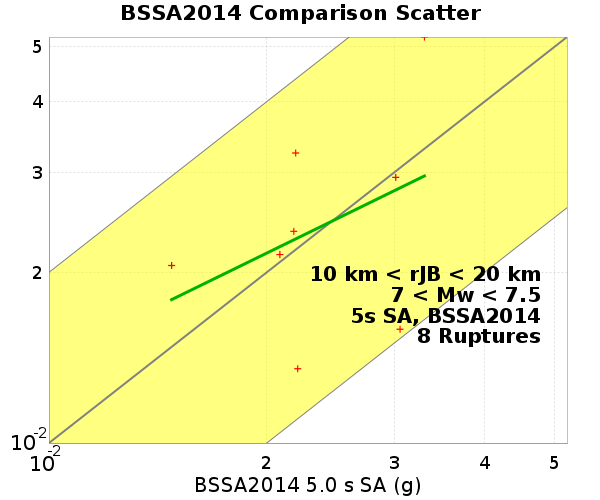 BSSA2014 Comparison Scatter
5
4
3
2
10 km < rJB < 20 km
7 < Mw < 7.5
5s SA, BSSA2014
8 Ruptures
10-2
10-2 2 3 4 5
BSSA2014 5.0 s SA (g)